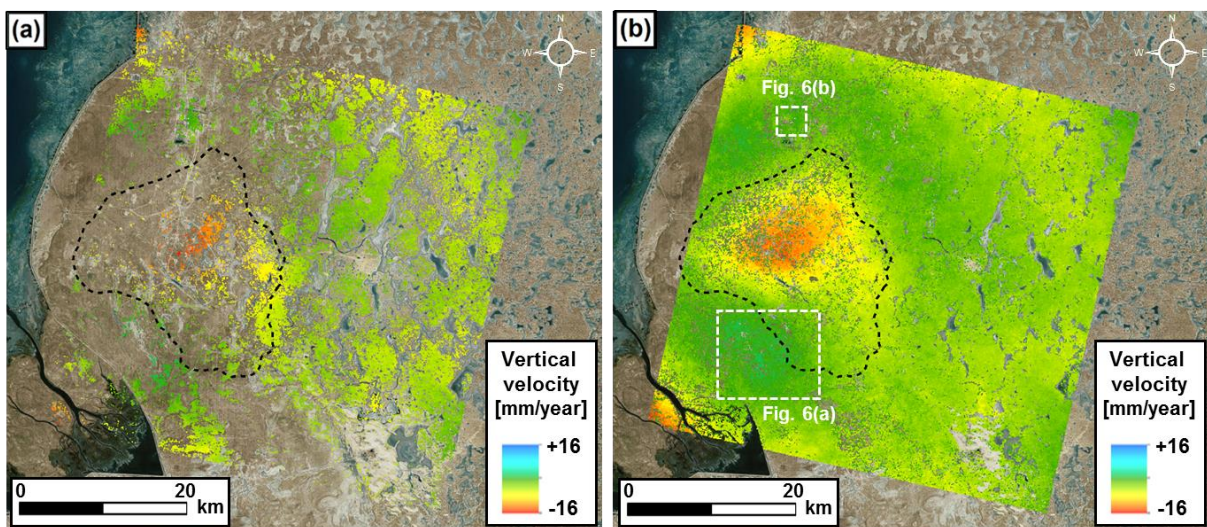 (a)
N
W E
S
Vertical
velocity
[mm/year]
+16
-16
0 20
km
(b)
N
W E
S
Fig. 6(b)
Fig. 6(a)
Vertical
velocity
[mm/year]
+16
-16
0 20
km